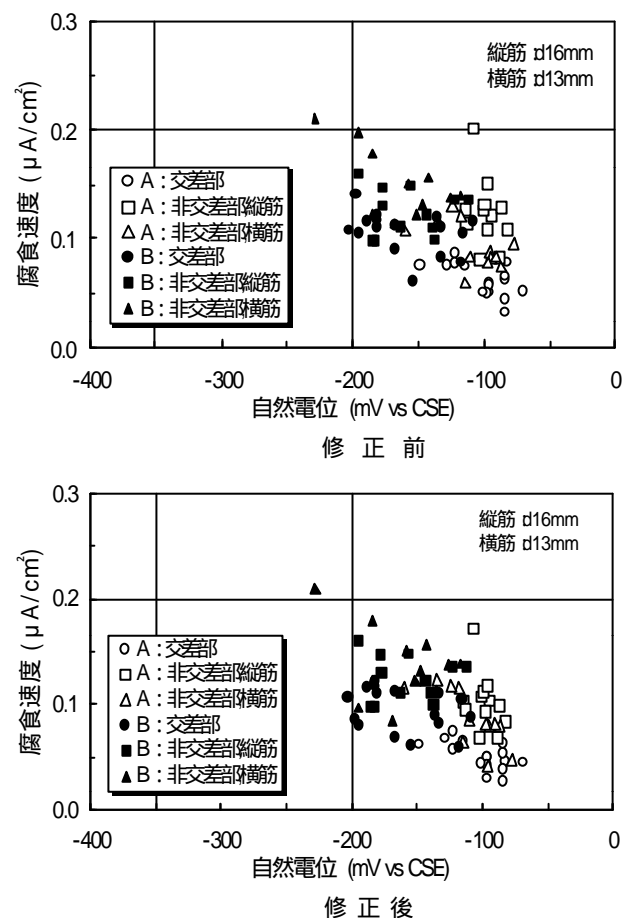 0.3
0.2
0.1
0.0
腐食速度 (μA/cm²)
縦筋 :d16mm
横筋 :d13mm
A : 交差部
A : 非交差部縦筋
A : 非交差部横筋
B : 交差部
B : 非交差部縦筋
B : 非交差部横筋
-400 -300 -200 -100 0
自然電位 (mV vs CSE)
修正前
0.3
0.2
0.1
0.0
腐食速度 (μA/cm²)
縦筋 :d16mm
横筋 :d13mm
A : 交差部
A : 非交差部縦筋
A : 非交差部横筋
B : 交差部
B : 非交差部縦筋
B : 非交差部横筋
-400 -300 -200 -100 0
自然電位 (mV vs CSE)
修正後